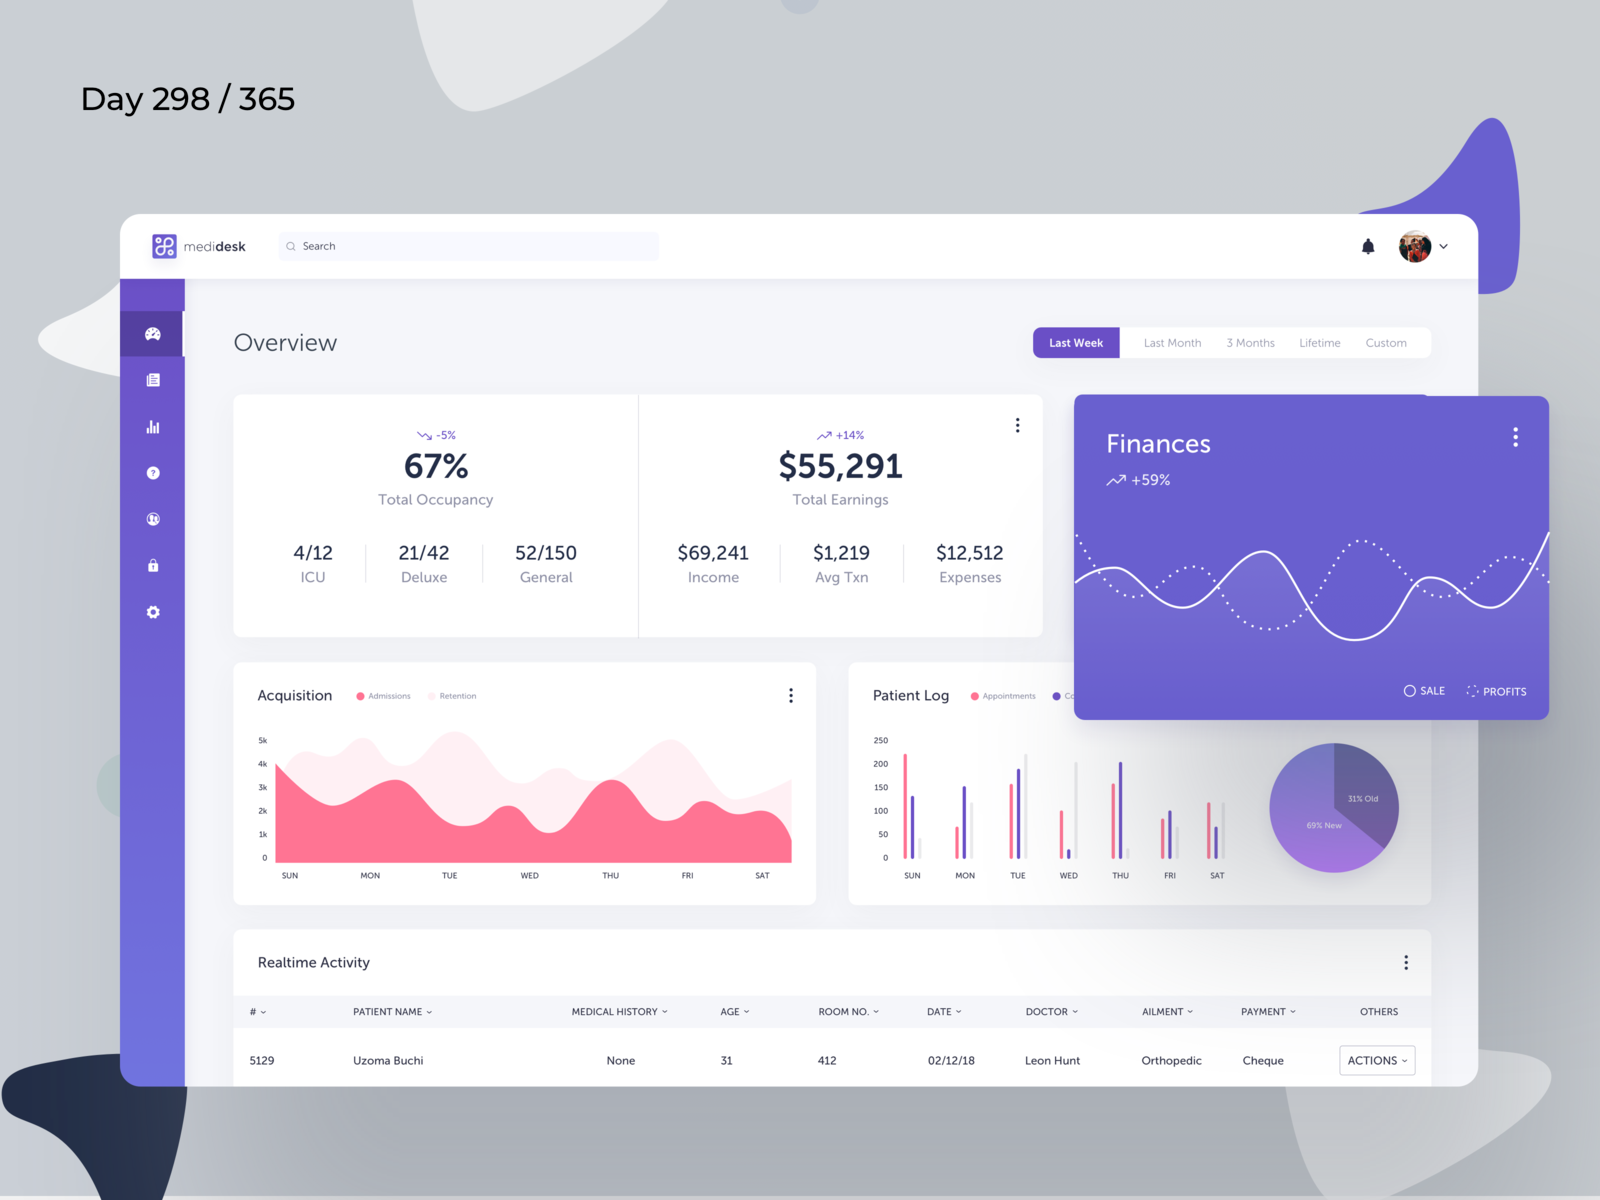 Day 298 / 365
medidesk
Search
Overview
Last Week
Last Month
3 Months
Lifetime
Custom
-5%
67%
Total Occupancy
4/12
ICU
21/42
Deluxe
52/150
General
+14%
$55,291
Total Earnings
$69,241
Income
$1,219
Avg Txn
$12,512
Expenses
Finances
+59%
SALE
PROFITS
Acquisition
Admissions
Retention
5k
4k
3k
2k
1k
0
SUN MON TUE WED THU FRI SAT
Patient Log
Appointments
250
200
150
100
50
0
SUN MON TUE WED THU FRI SAT
31% Old
69% New
Realtime Activity
# PATIENT NAME MEDICAL HISTORY AGE ROOM NO. DATE DOCTOR AILMENT PAYMENT OTHERS
5129 Uzoma Buchi None 31 412 02/12/18 Leon Hunt Orthopedic Cheque ACTIONS